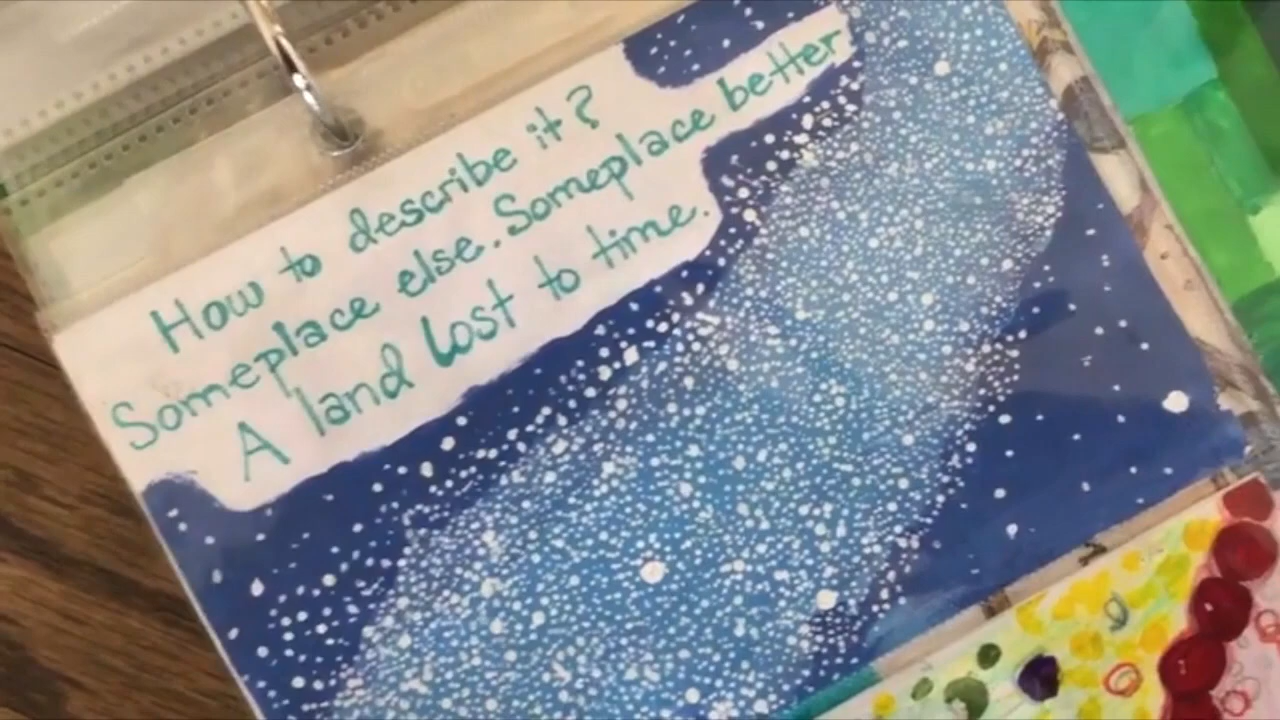 How to describe it?
Someplace else. Someplace better
A land lost to time.